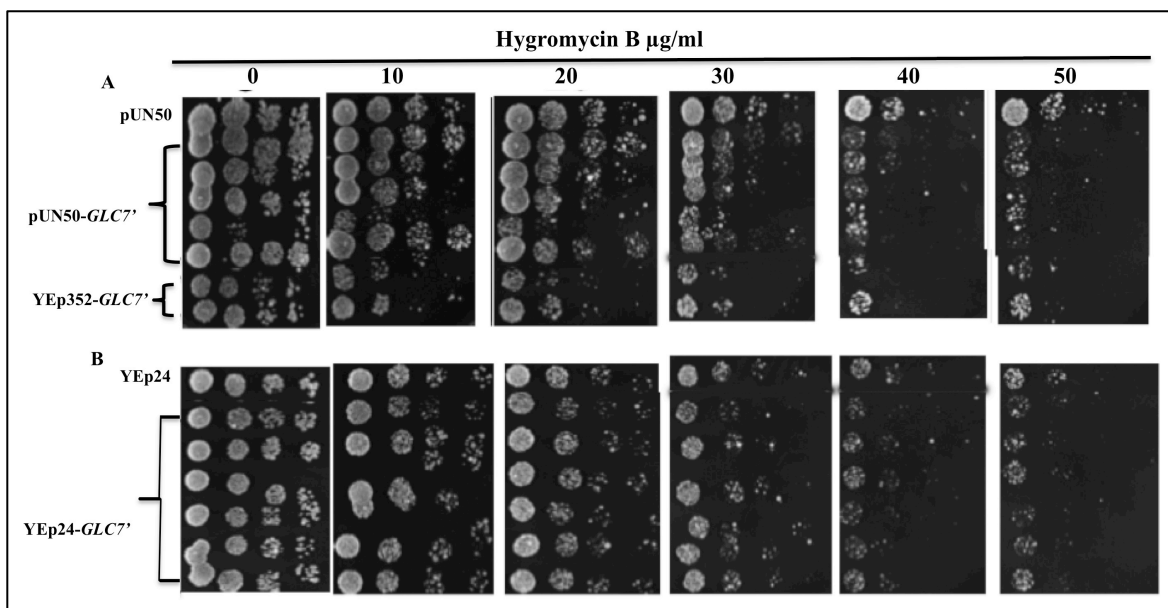 Hygromycin B µg/ml
0 10 20 30 40 50
A
pUN50
pUN50-GLC7'
YEp352-GLC7'
B
YEp24
YEp24-GLC7'